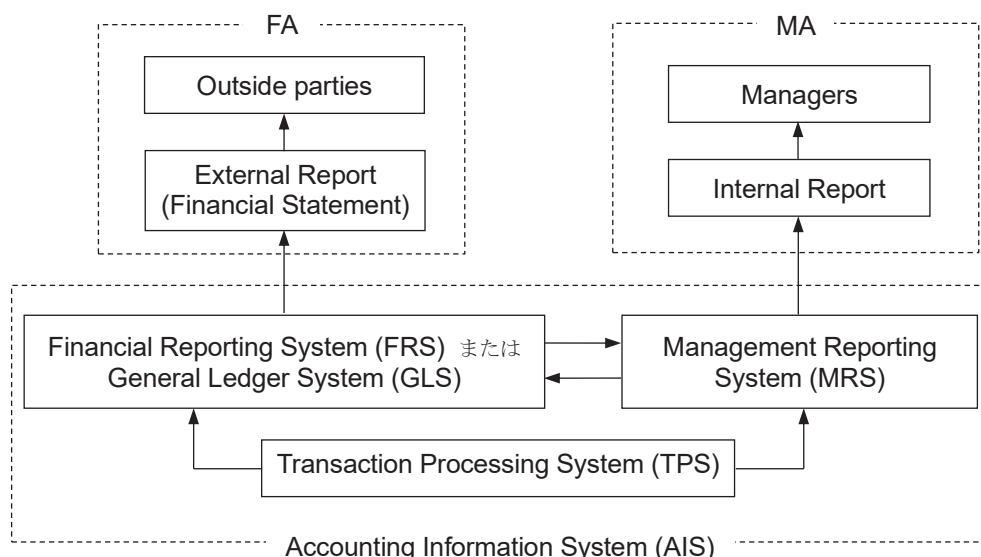 FA
MA
Outside parties
Managers
External Report
(Financial Statement)
Internal Report
Financial Reporting System (FRS) または
General Ledger System (GLS)
Management Reporting
System (MRS)
Transaction Processing System (TPS)
Accounting Information System (AIS)